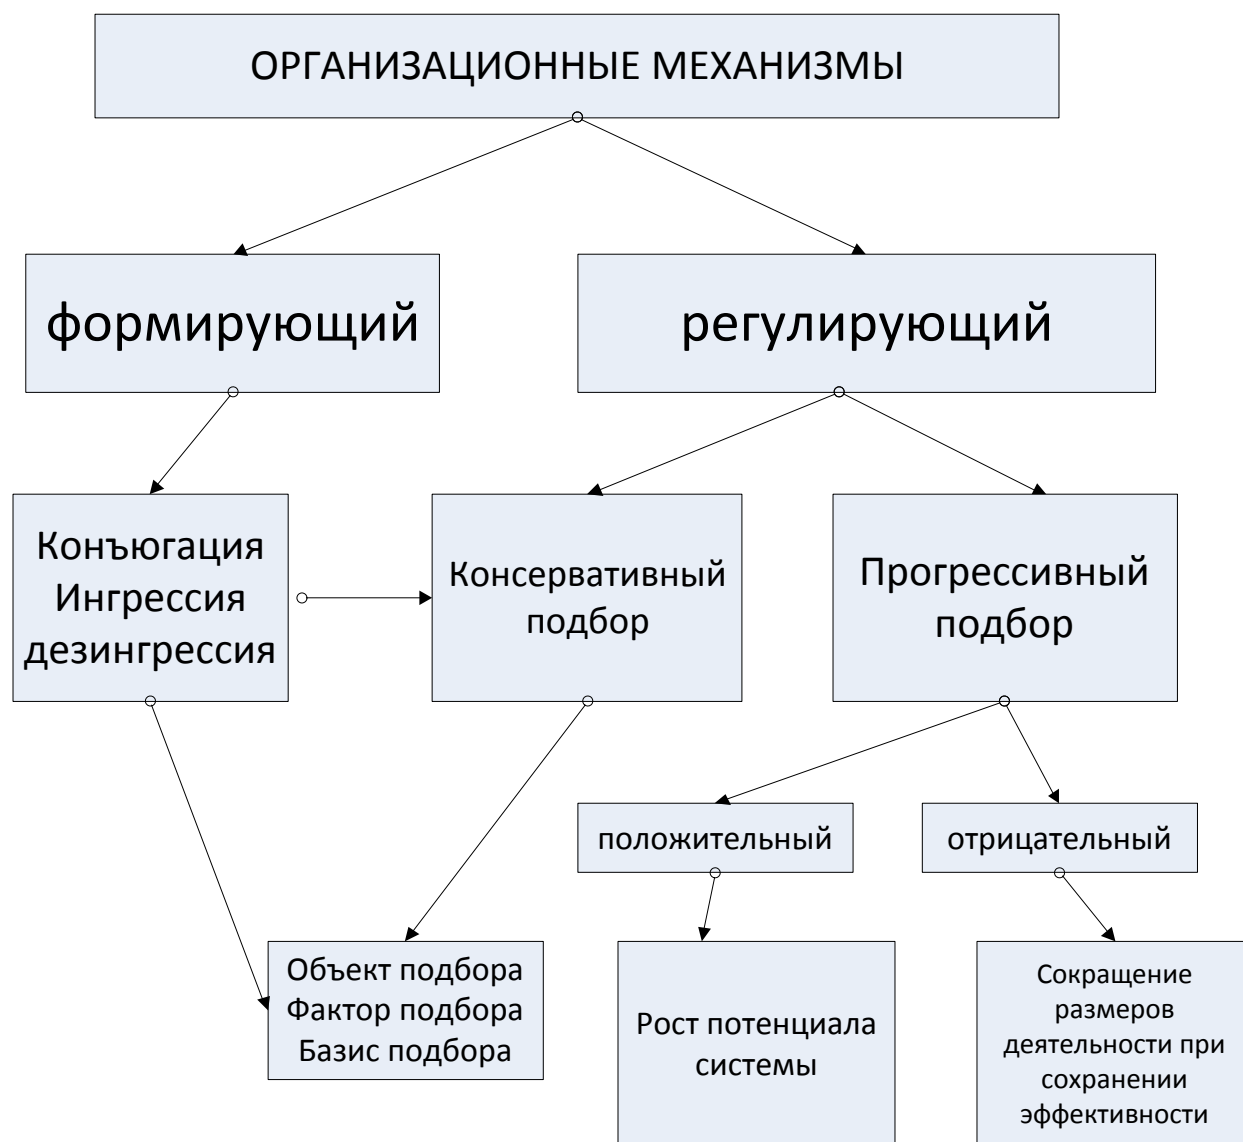 ОРГАНИЗАЦИОННЫЕ МЕХАНИЗМЫ
формирующий
регулирующий
Конъюгация
Ингрессия
дезингрессия
Консервативный
подбор
Прогрессивный
подбор
положительный
отрицательный
Объект подбора
Фактор подбора
Базис подбора
Рост потенциала
системы
Сокращение
размеров
деятельности при
сохранении
эффективности